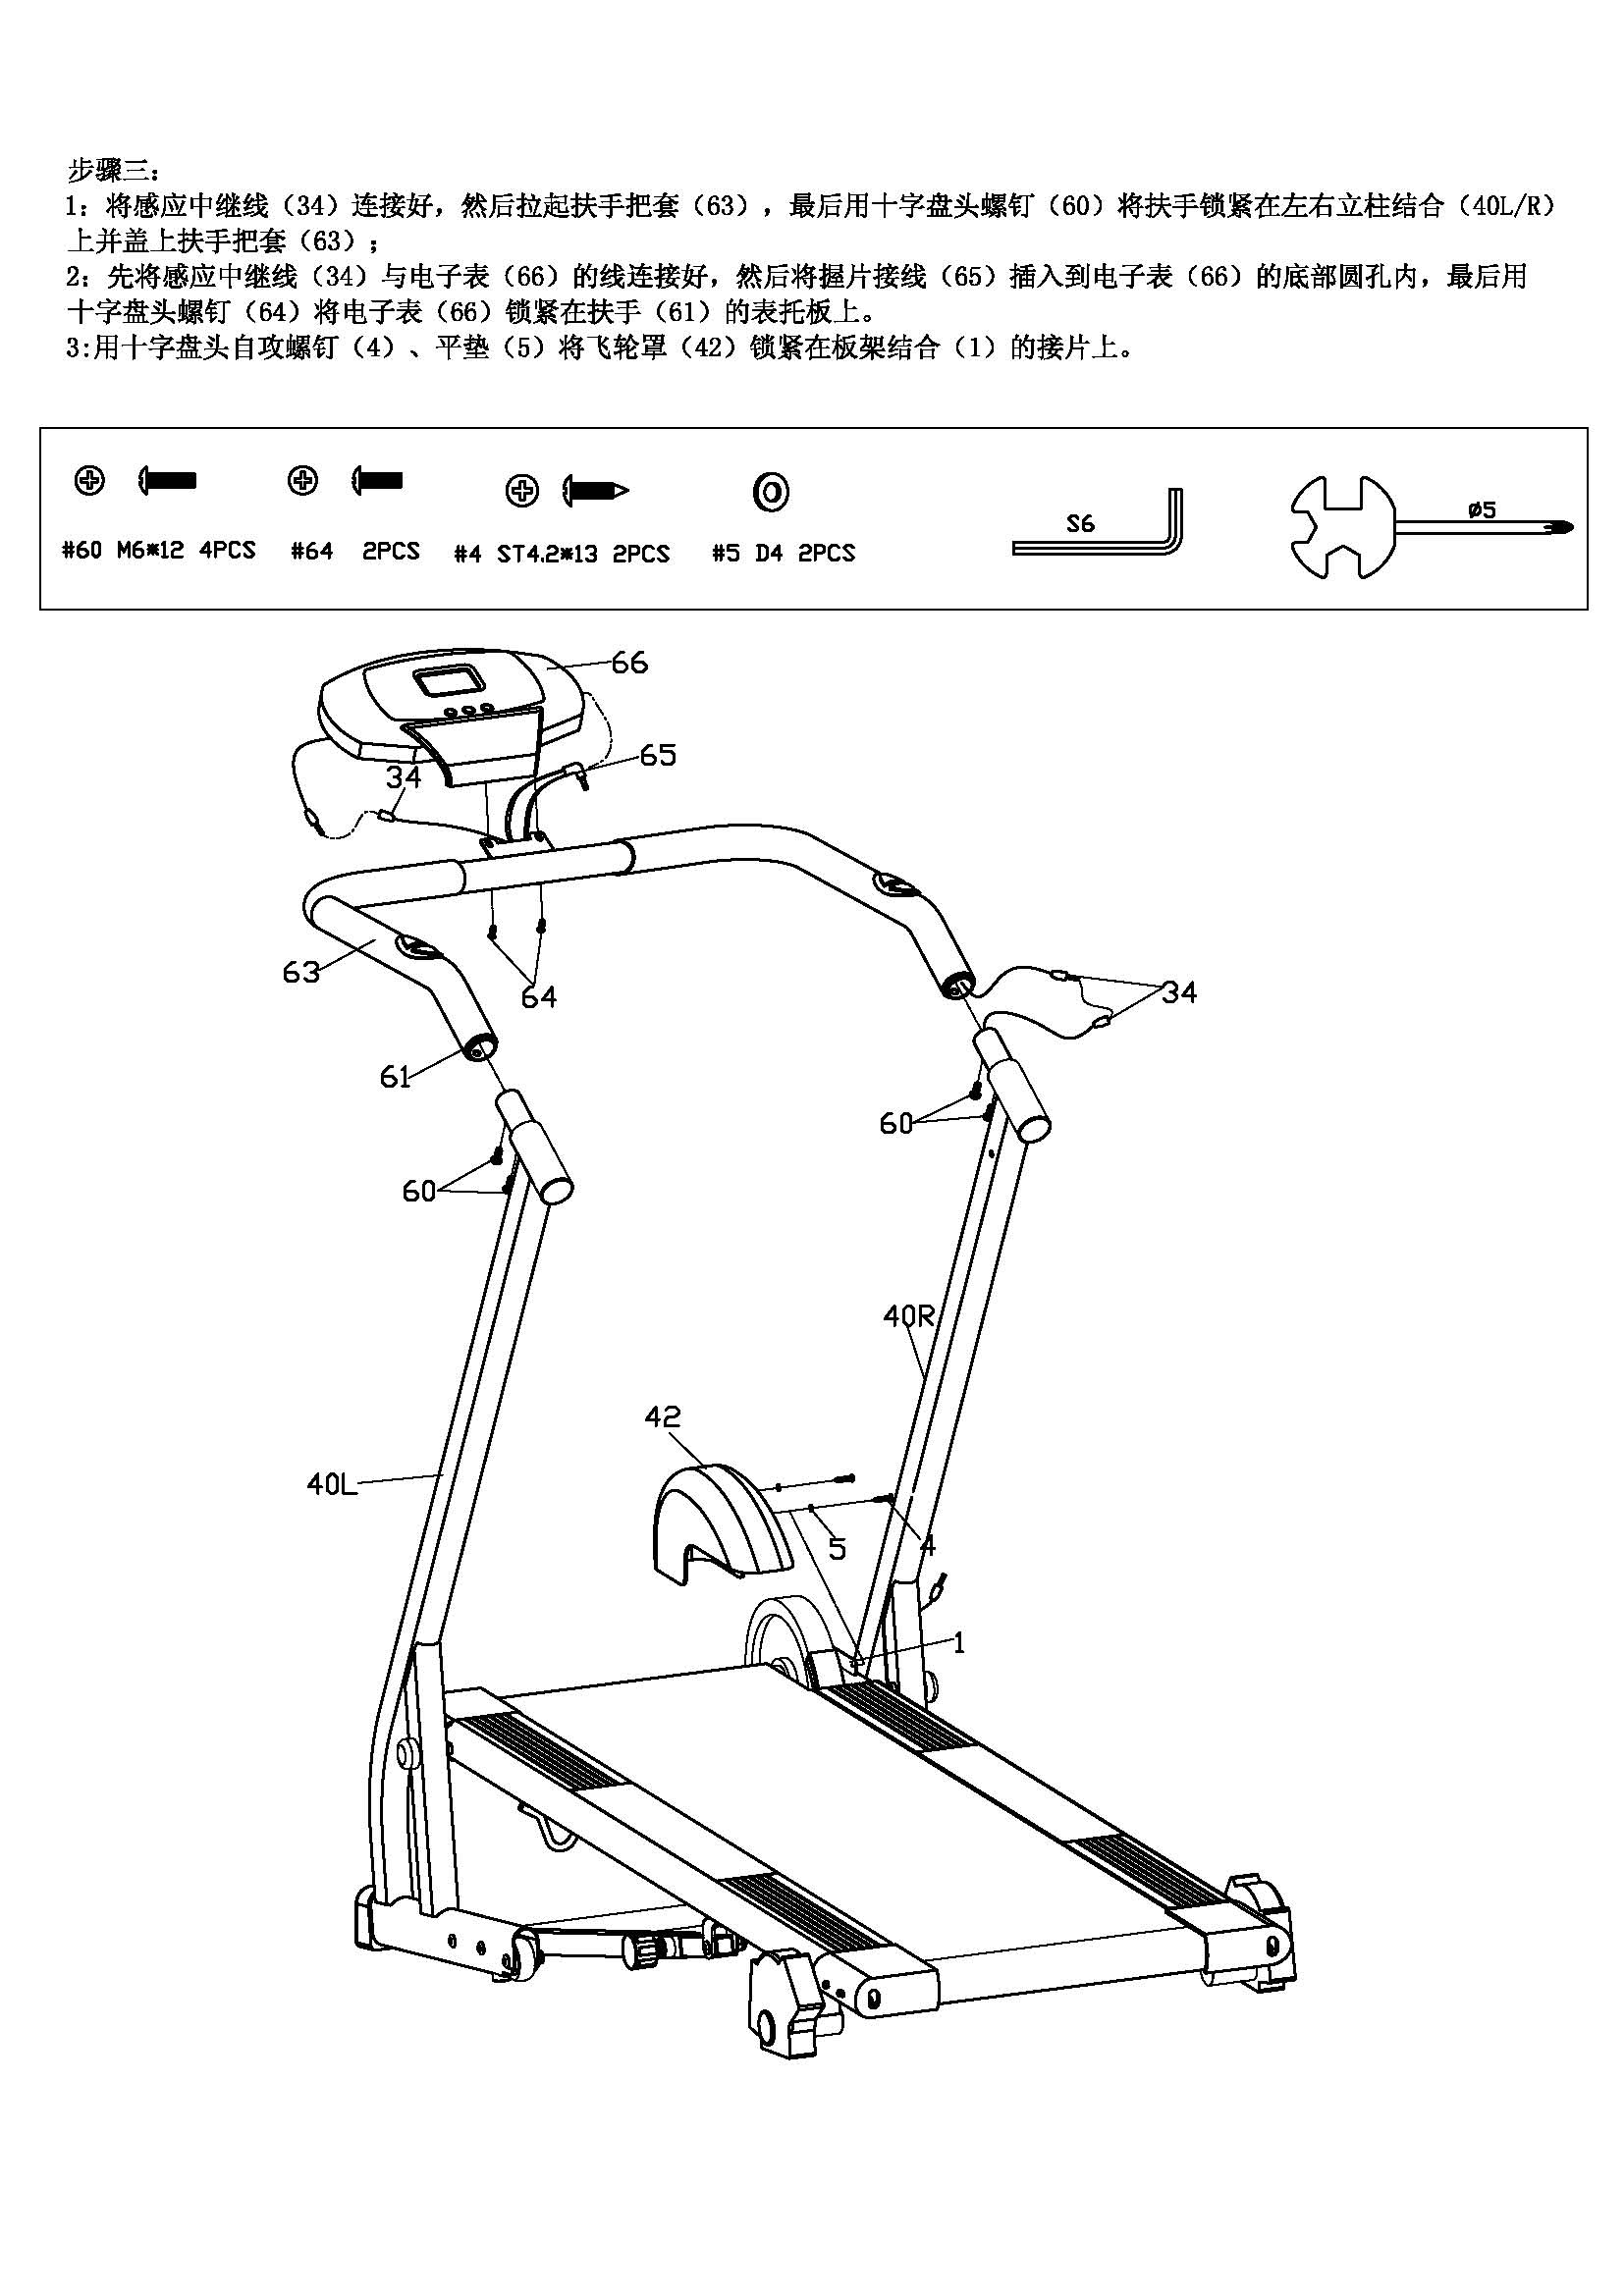 步骤三：
1：将感应中继线（34）连接好，然后拉起扶手把套（63），最后用十字盘头螺钉（60）将扶手锁紧在左右立柱结合（40L/R）
上并盖上扶手把套（63）；
2：先将感应中继线（34）与电子表（66）的线连接好，然后将握片接线（65）插入到电子表（66）的底部圆孔内，最后用
十字盘头螺钉（64）将电子表（66）锁紧在扶手（61）的表托板上。
3:用十字盘头自攻螺钉（4）、平垫（5）将飞轮罩（42）锁紧在板架结合（1）的接片上。
S6
Ø5
#60 M6*12 4PCS
#64 2PCS
#4 ST4.2*13 2PCS
#5 D4 2PCS
66
65
34
63
64
34
61
60
60
40R
42
40L
5
4
1